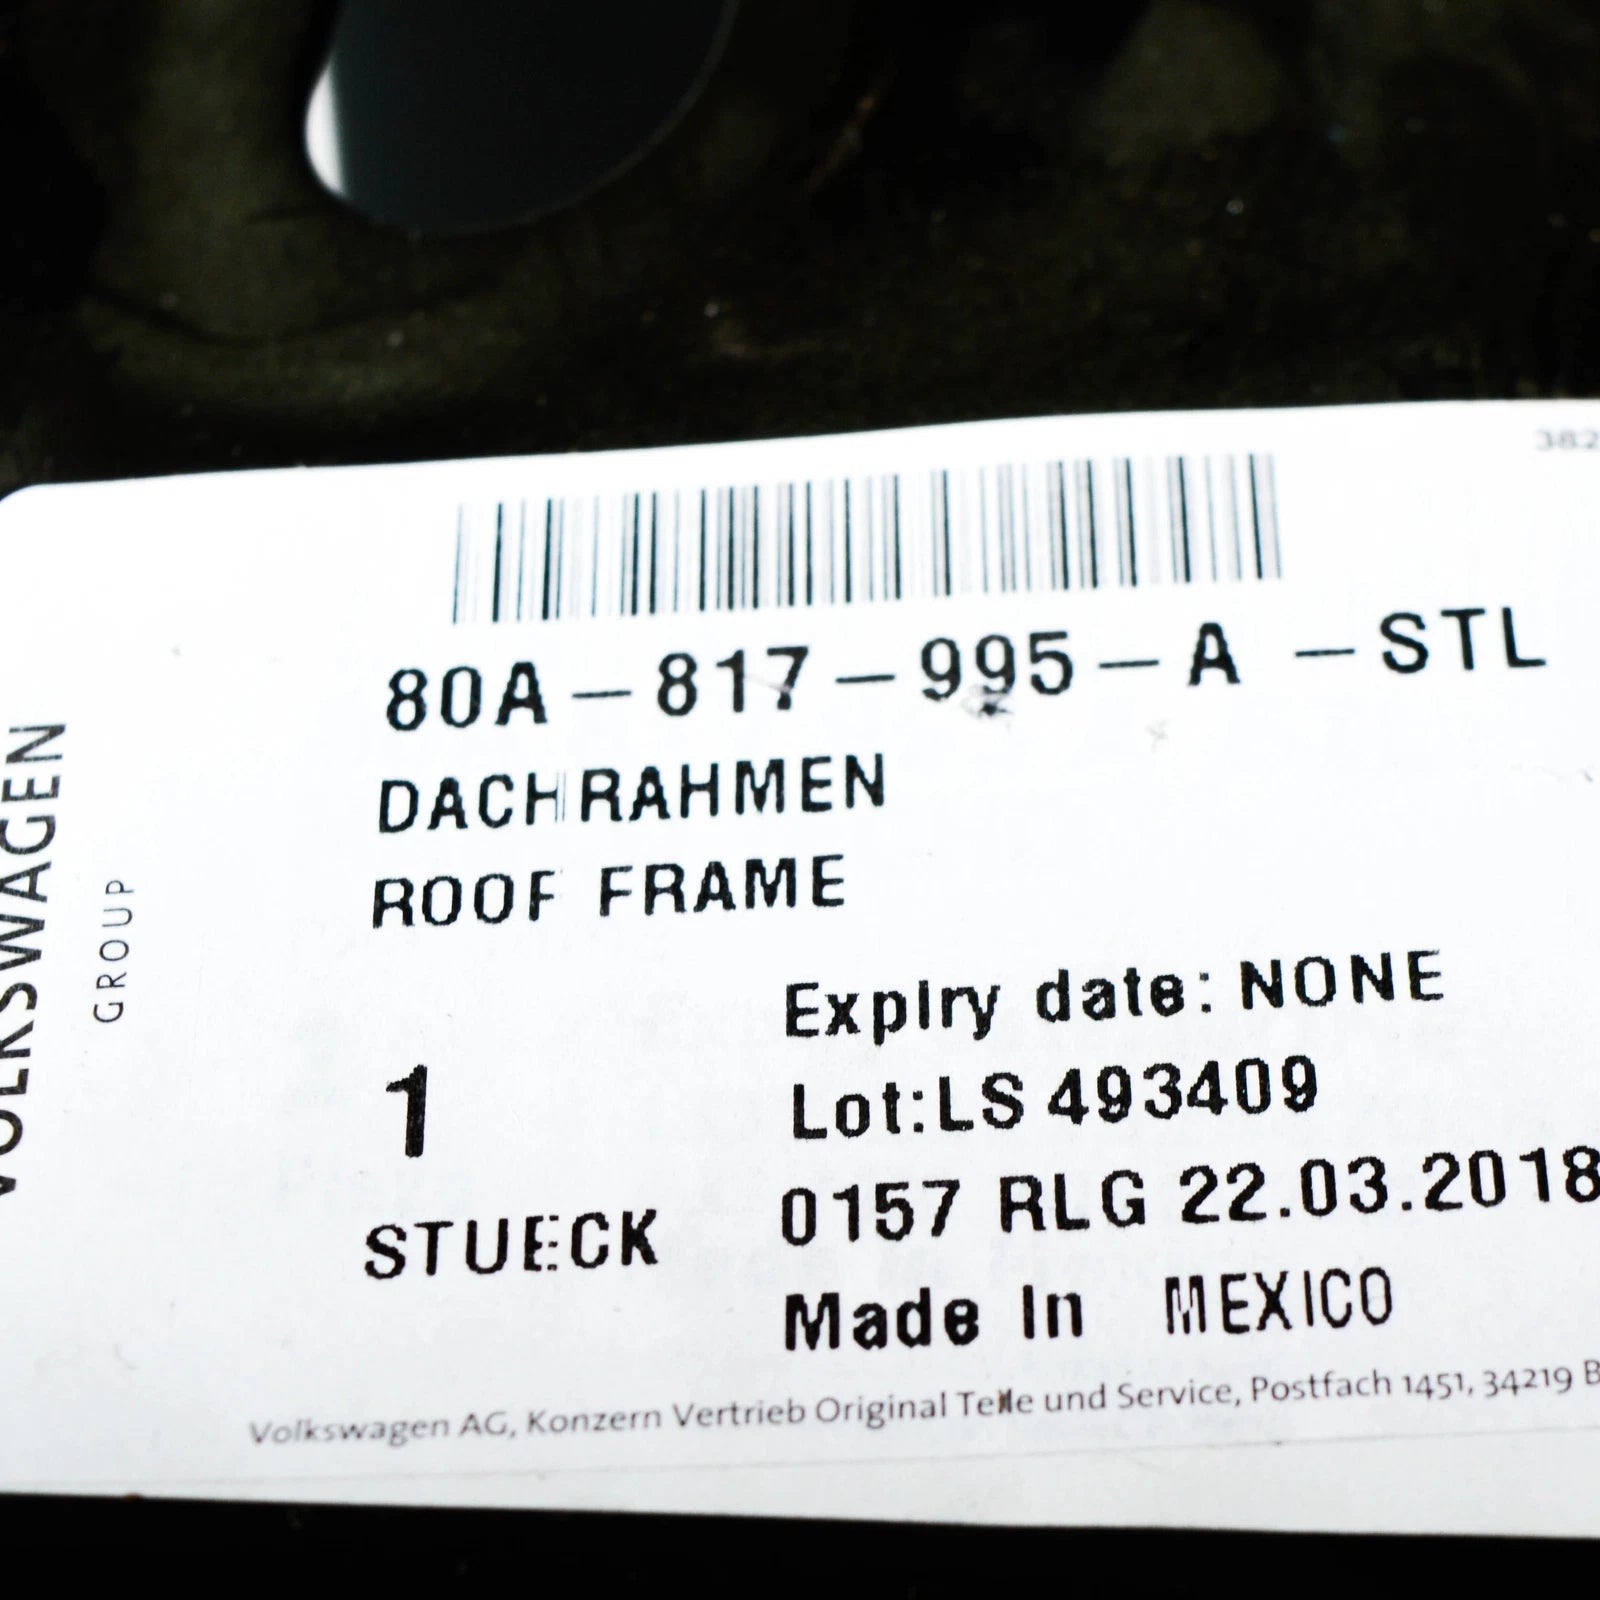 382
80A-817-995-A -STL
DACHRAHMEN
ROOF FRAME
Expiry date: NONE
1
Lot:LS 493409
STUECK
0157 RLG 22.03.2018
Made In MEXICO
Volkswagen AG, Konzern Vertrieb Original Teile und Service, Postfach 1451, 34219 B
VOLKSWAGEN
GROUP